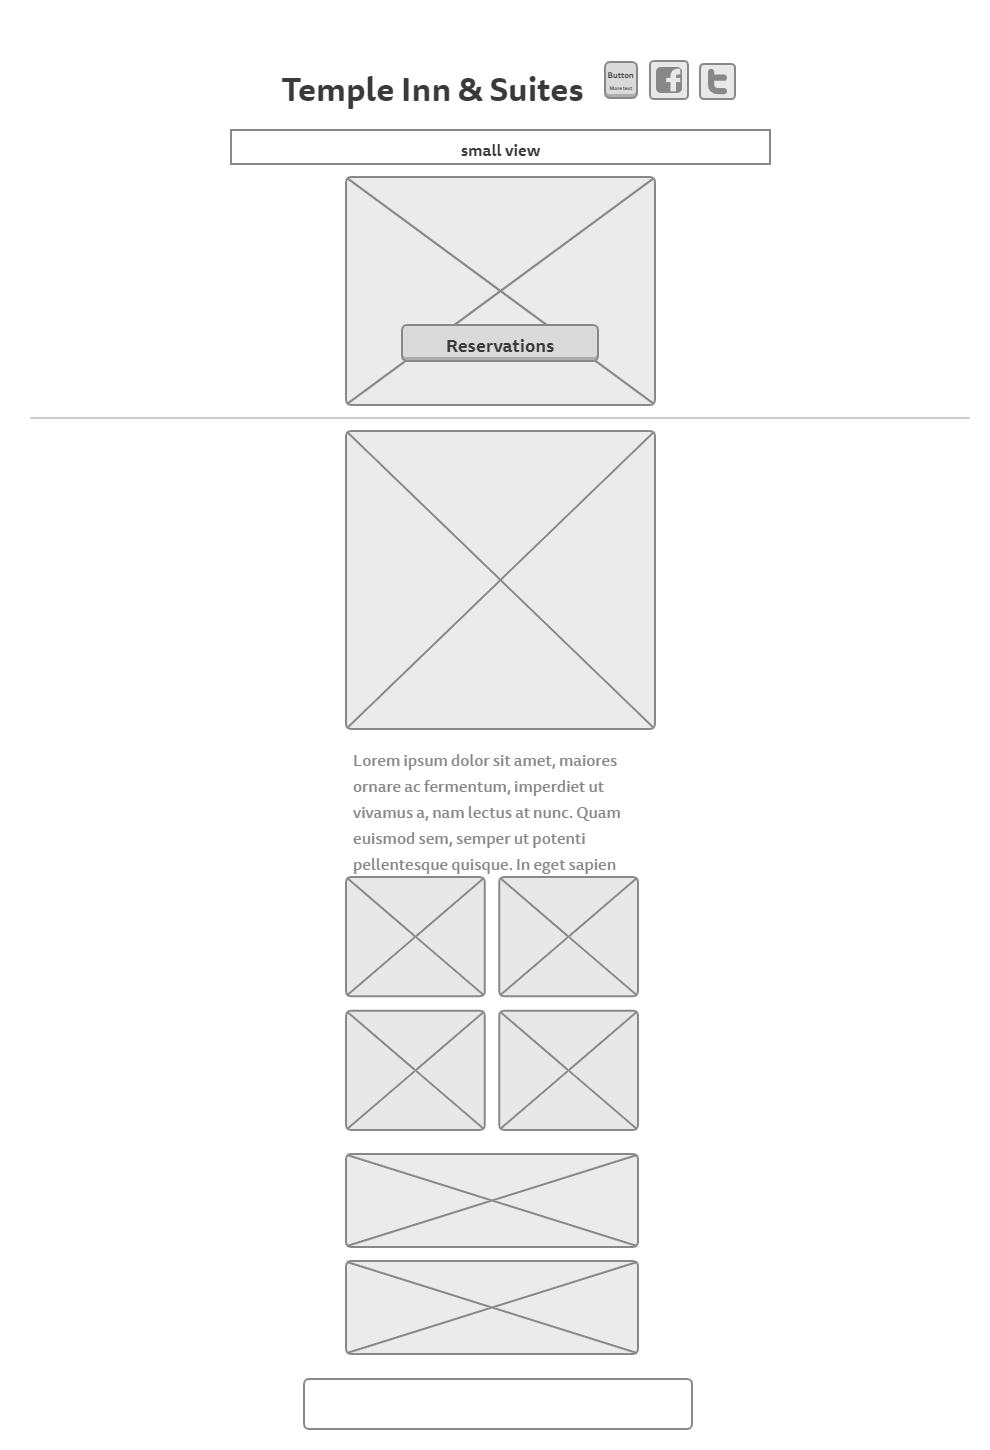 Temple Inn & Suites
Button
More text
small view
Reservations
Lorem ipsum dolor sit amet, maiores
ornare ac fermentum, imperdiet ut
vivamus a, nam lectus at nunc. Quam
euismod sem, semper ut potenti
pellentesque quisque. In eget sapien